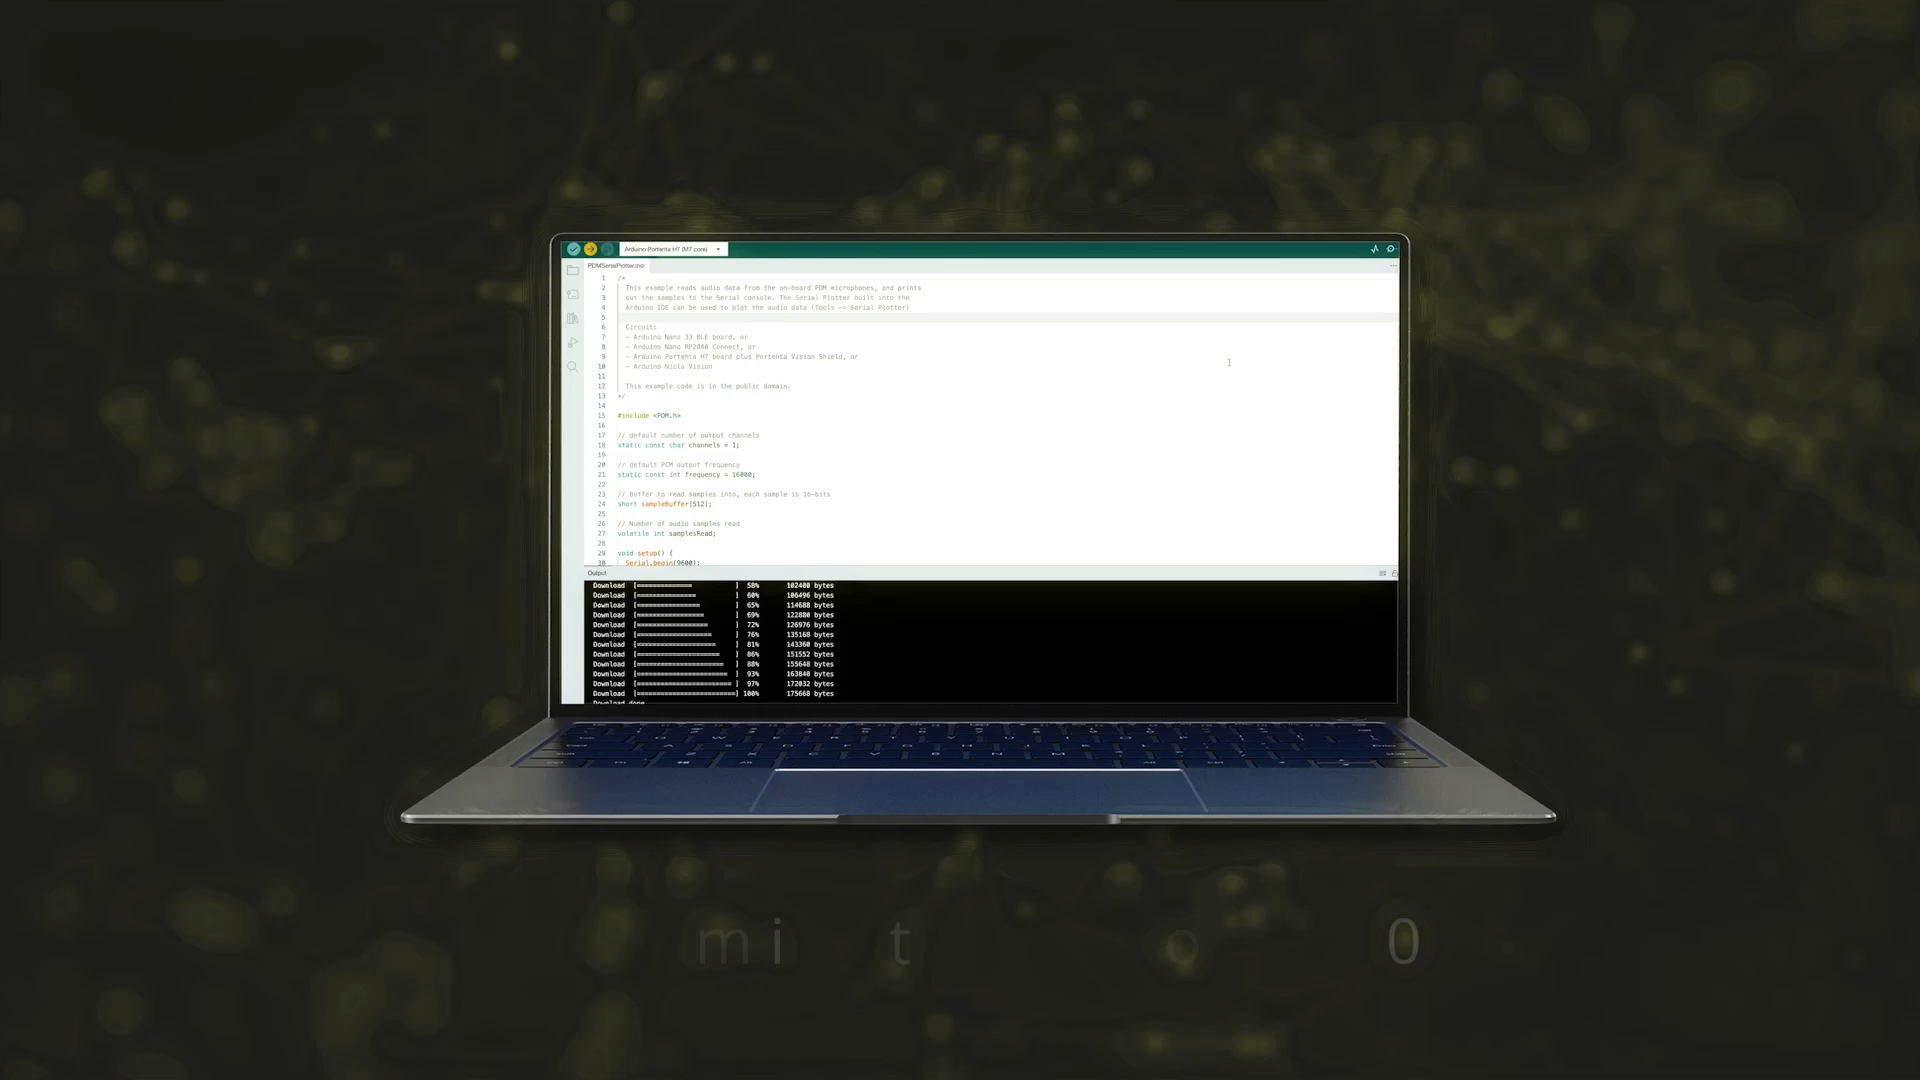 Arduino Portenta H7 (M7 core)
PDMSerialPlotter.ino
1 /*
2 This example reads audio data from the on-board PDM microphones, and prints
3 out the samples to the Serial console. The Serial Plotter built into the
4 Arduino IDE can be used to plot the audio data (Tools -> Serial Plotter)
5
6 Circuit:
7 - Arduino Nano 33 BLE board, or
8 - Arduino Nano RP2040 Connect, or
9 - Arduino Portenta H7 board plus Portenta Vision Shield, or
10 - Arduino Nicla Vision
11
12 This example code is in the public domain.
13 */
14
15 #include <PDM.h>
16
17 // default number of output channels
18 static const char channels = 1;
19
20 // default PCM output frequency
21 static const int frequency = 16000;
22
23 // Buffer to read samples into, each sample is 16-bits
24 short sampleBuffer[512];
25
26 // Number of audio samples read
27 volatile int samplesRead;
28
29 void setup() {
30 Serial.begin(9600);
Output
Download [============== ] 58% 102400 bytes
Download [=============== ] 60% 106496 bytes
Download [================ ] 65% 114688 bytes
Download [================= ] 69% 122880 bytes
Download [================== ] 72% 126976 bytes
Download [=================== ] 76% 135168 bytes
Download [==================== ] 81% 143360 bytes
Download [===================== ] 86% 151552 bytes
Download [====================== ] 88% 155648 bytes
Download [======================= ] 93% 163840 bytes
Download [======================== ] 97% 172032 bytes
Download [=========================] 100% 175668 bytes
Download done
mi t o 0